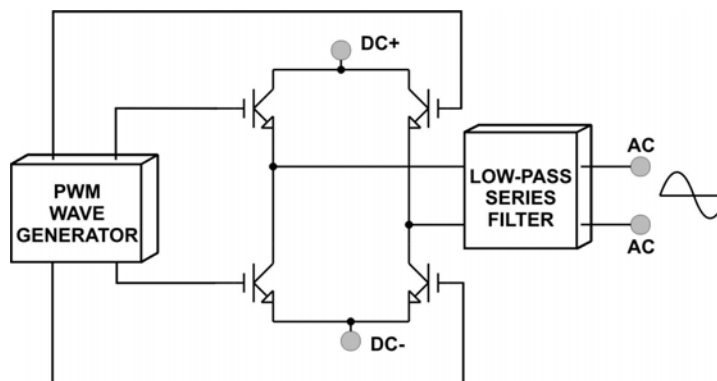 DC+
PWM
WAVE
GENERATOR
LOW-PASS
SERIES
FILTER
AC
AC
DC-